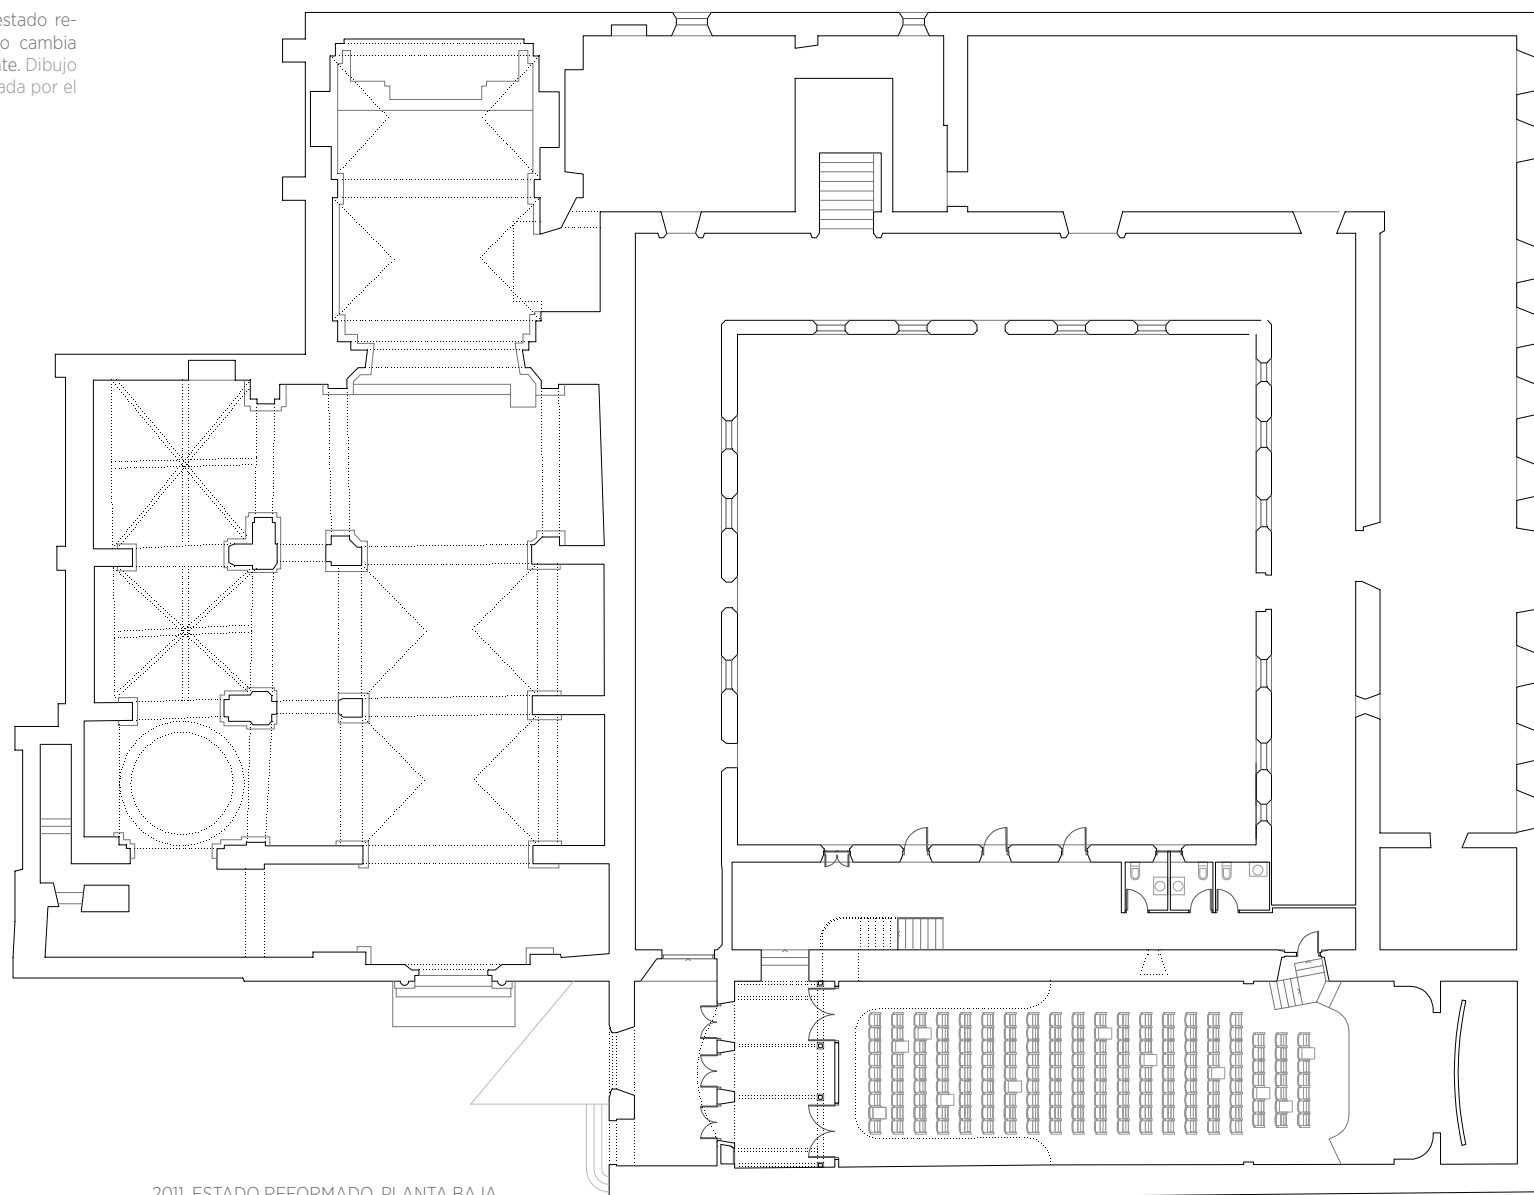 estado re-
o cambia
te. Dibujo
ada por el
2011. ESTADO REFORMADO. PLANTA BAJA